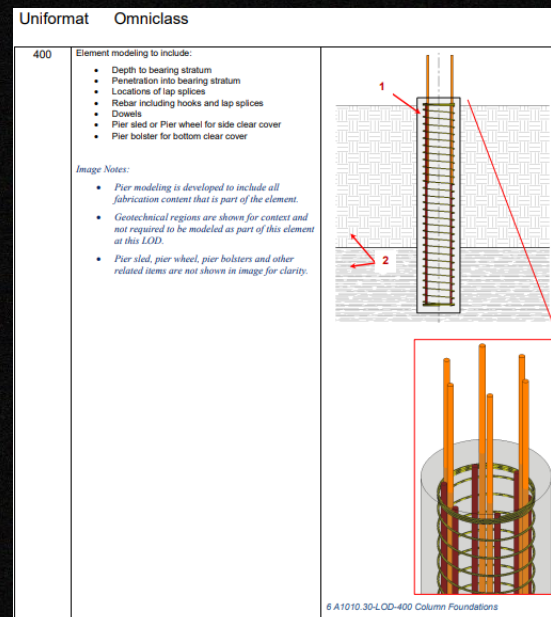 Uniformat Omniclass
400
Element modeling to include:
• Depth to bearing stratum
• Penetration into bearing stratum
• Locations of lap splices
• Rebar including hooks and lap splices
• Dowels
• Pier sled or Pier wheel for side clear cover
• Pier bolster for bottom clear cover
Image Notes:
• Pier modeling is developed to include all
fabrication content that is part of the element.
• Geotechnical regions are shown for context and
not required to be modeled as part of this element
at this LOD.
• Pier sled, pier wheel, pier bolsters and other
related items are not shown in image for clarity.
1
2
6 A1010.30-LOD-400 Column Foundations